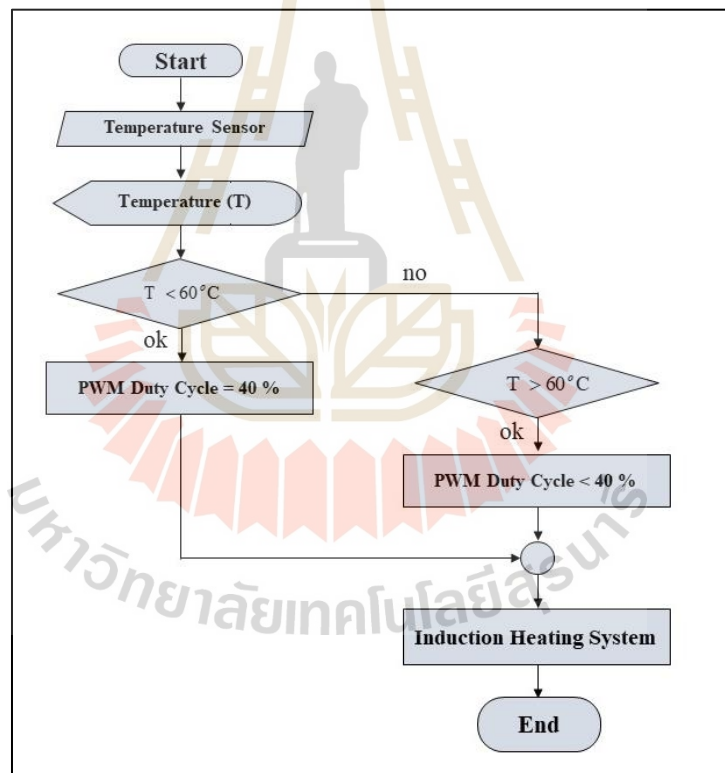 Start
Temperature Sensor
Temperature (T)
T < 60°C
no
ok
PWM Duty Cycle = 40 %
T > 60°C
ok
PWM Duty Cycle < 40 %
Induction Heating System
End
มหาวิทยาลัยเทคโนโลยีสุรนารี